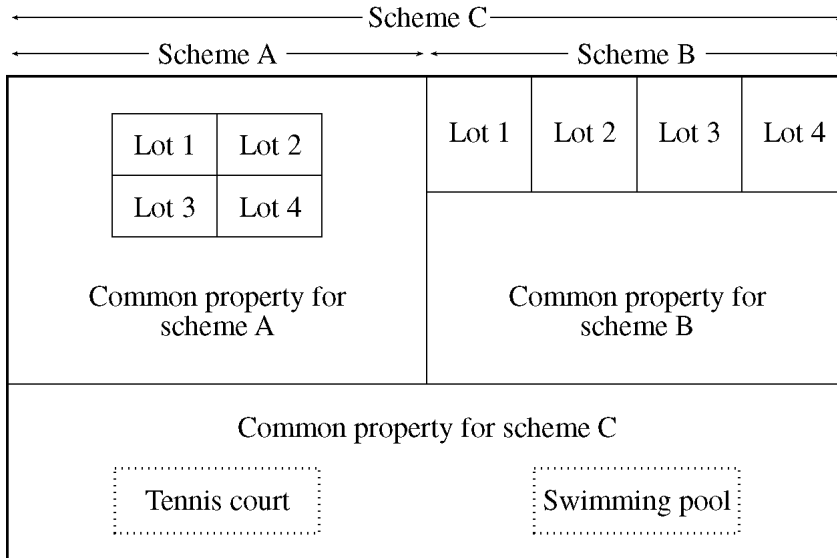 Scheme C
Scheme A
Scheme B
Lot 1
Lot 2
Lot 3
Lot 4
Common property for
scheme A
Lot 1
Lot 2
Lot 3
Lot 4
Common property for
scheme B
Common property for scheme C
Tennis court
Swimming pool